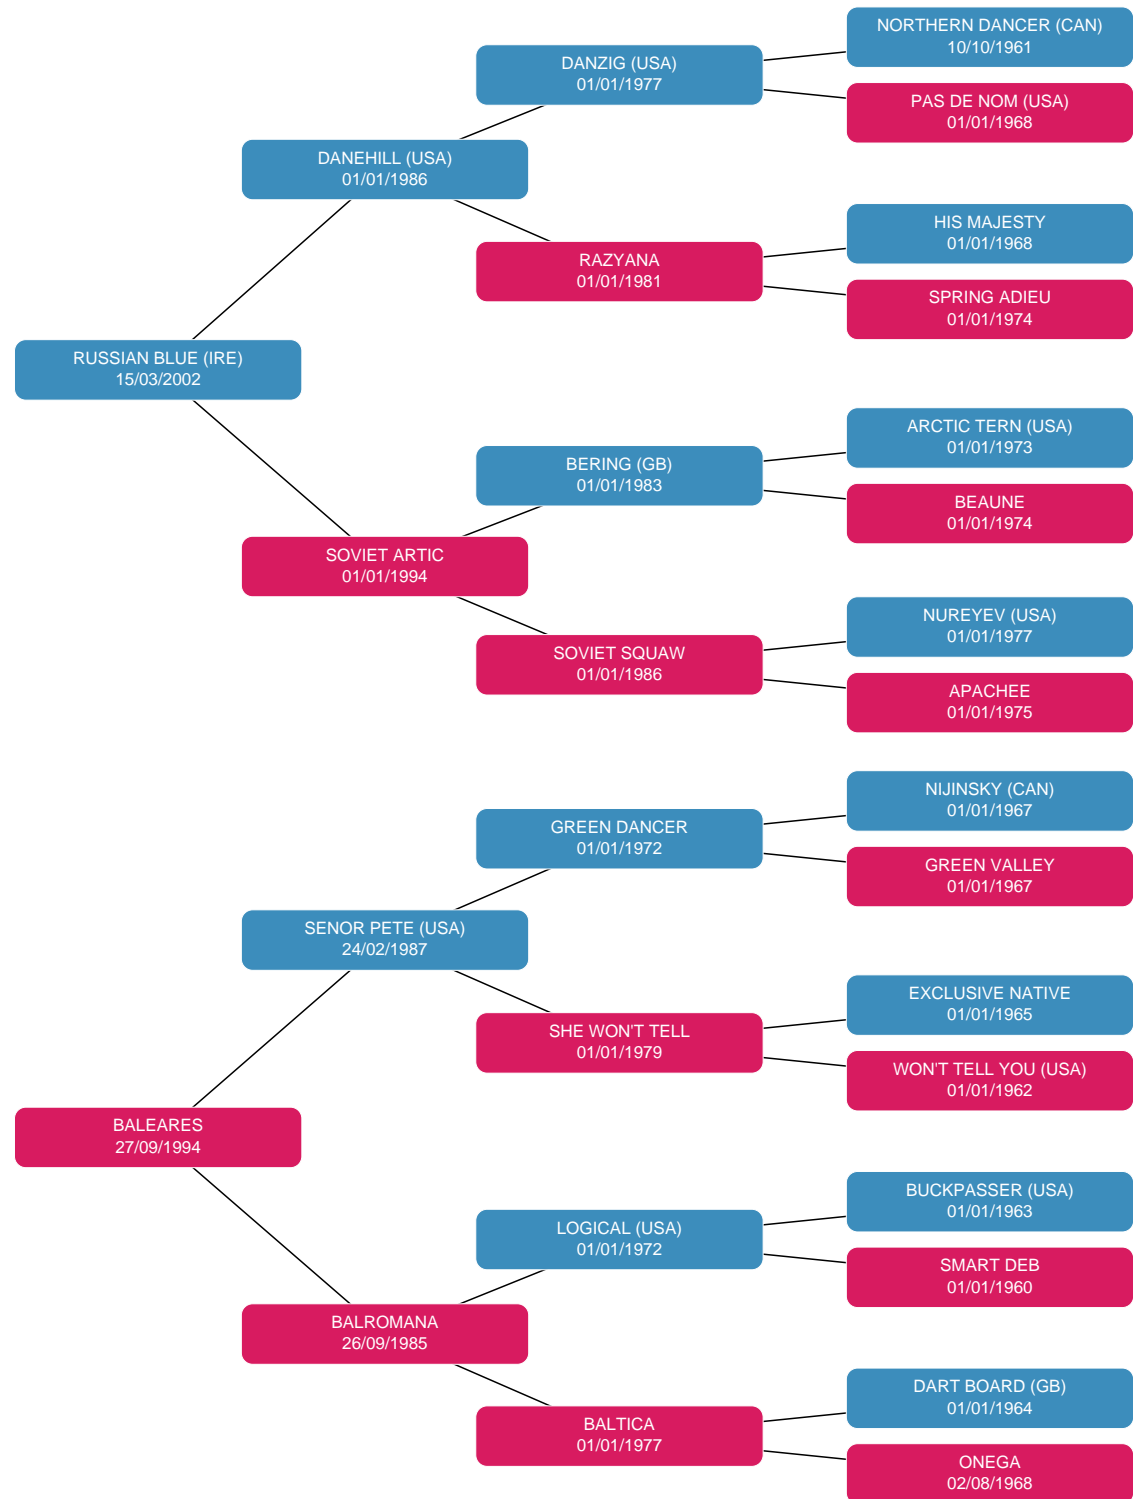 NORTHERN DANCER (CAN)
10/10/1961
DANZIG (USA)
01/01/1977
PAS DE NOM (USA)
01/01/1968
DANEHILL (USA)
01/01/1986
HIS MAJESTY
01/01/1968
RAZYANA
01/01/1981
SPRING ADIEU
01/01/1974
RUSSIAN BLUE (IRE)
15/03/2002
ARCTIC TERN (USA)
01/01/1973
BERING (GB)
01/01/1983
BEAUNE
01/01/1974
SOVIET ARTIC
01/01/1994
NUREYEV (USA)
01/01/1977
SOVIET SQUAW
01/01/1986
APACHEE
01/01/1975
NIJINSKY (CAN)
01/01/1967
GREEN DANCER
01/01/1972
GREEN VALLEY
01/01/1967
SENOR PETE (USA)
24/02/1987
EXCLUSIVE NATIVE
01/01/1965
SHE WON'T TELL
01/01/1979
WON'T TELL YOU (USA)
01/01/1962
BALEARES
27/09/1994
BUCKPASSER (USA)
01/01/1963
LOGICAL (USA)
01/01/1972
SMART DEB
01/01/1960
BALROMANA
26/09/1985
DART BOARD (GB)
01/01/1964
BALTICA
01/01/1977
ONEGA
02/08/1968